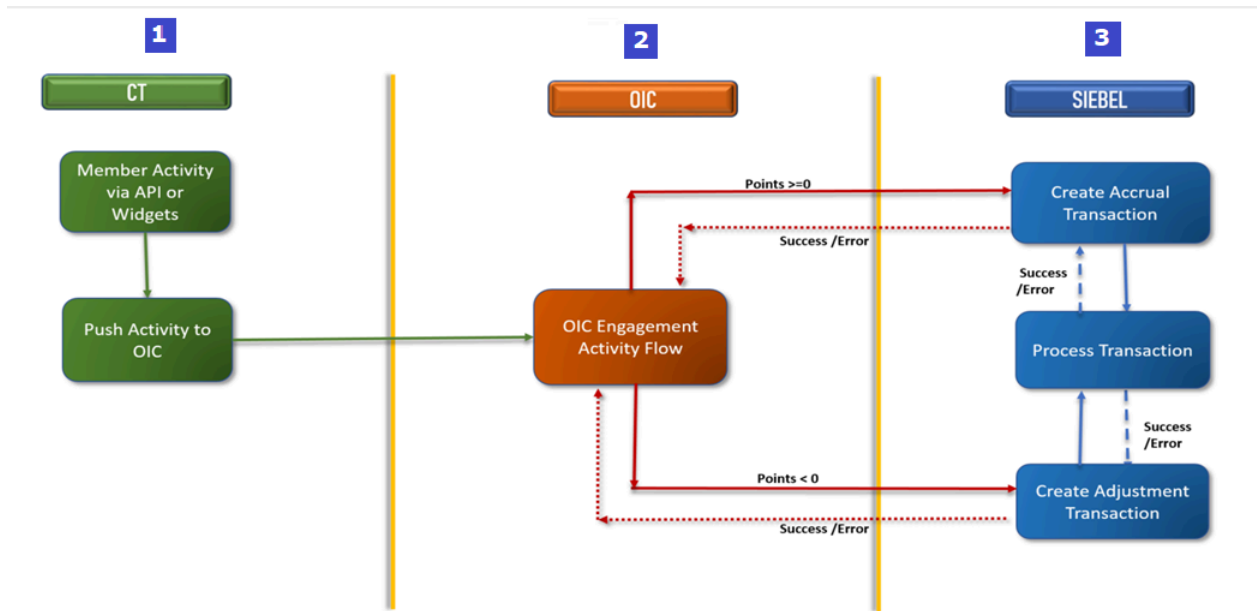 1
2
3
CT
OIC
SIEBEL
Member Activity
via API or
Widgets
Push Activity to
OIC
OIC Engagement
Activity Flow
Points >=0
Success /Error
Points < 0
Success /Error
Create Accrual
Transaction
Success
/Error
Process Transaction
Success
/Error
Create Adjustment
Transaction